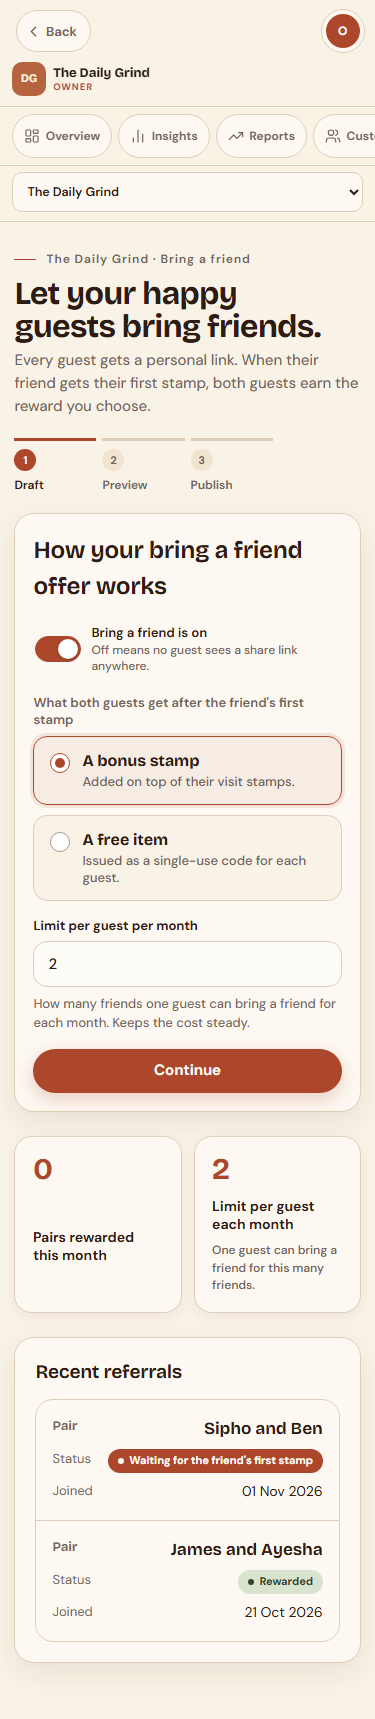 Back
O
DG
The Daily Grind
OWNER
Overview
Insights
Reports
The Daily Grind
The Daily Grind · Bring a friend
Let your happy
guests bring friends.
Every guest gets a personal link. When their
friend gets their first stamp, both guests earn the
reward you choose.
1
2
3
Draft
Preview
Publish
How your bring a friend
offer works
Bring a friend is on
Off means no guest sees a share link
anywhere.
What both guests get after the friend's first
stamp
A bonus stamp
Added on top of their visit stamps.
A free item
Issued as a single-use code for each
guest.
Limit per guest per month
2
How many friends one guest can bring a friend for
each month. Keeps the cost steady.
Continue
0
Pairs rewarded
this month
2
Limit per guest
each month
One guest can bring a
friend for this many
friends.
Recent referrals
Pair
Sipho and Ben
Status
Waiting for the friend's first stamp
Joined
01 Nov 2026
Pair
James and Ayesha
Status
Rewarded
Joined
21 Oct 2026